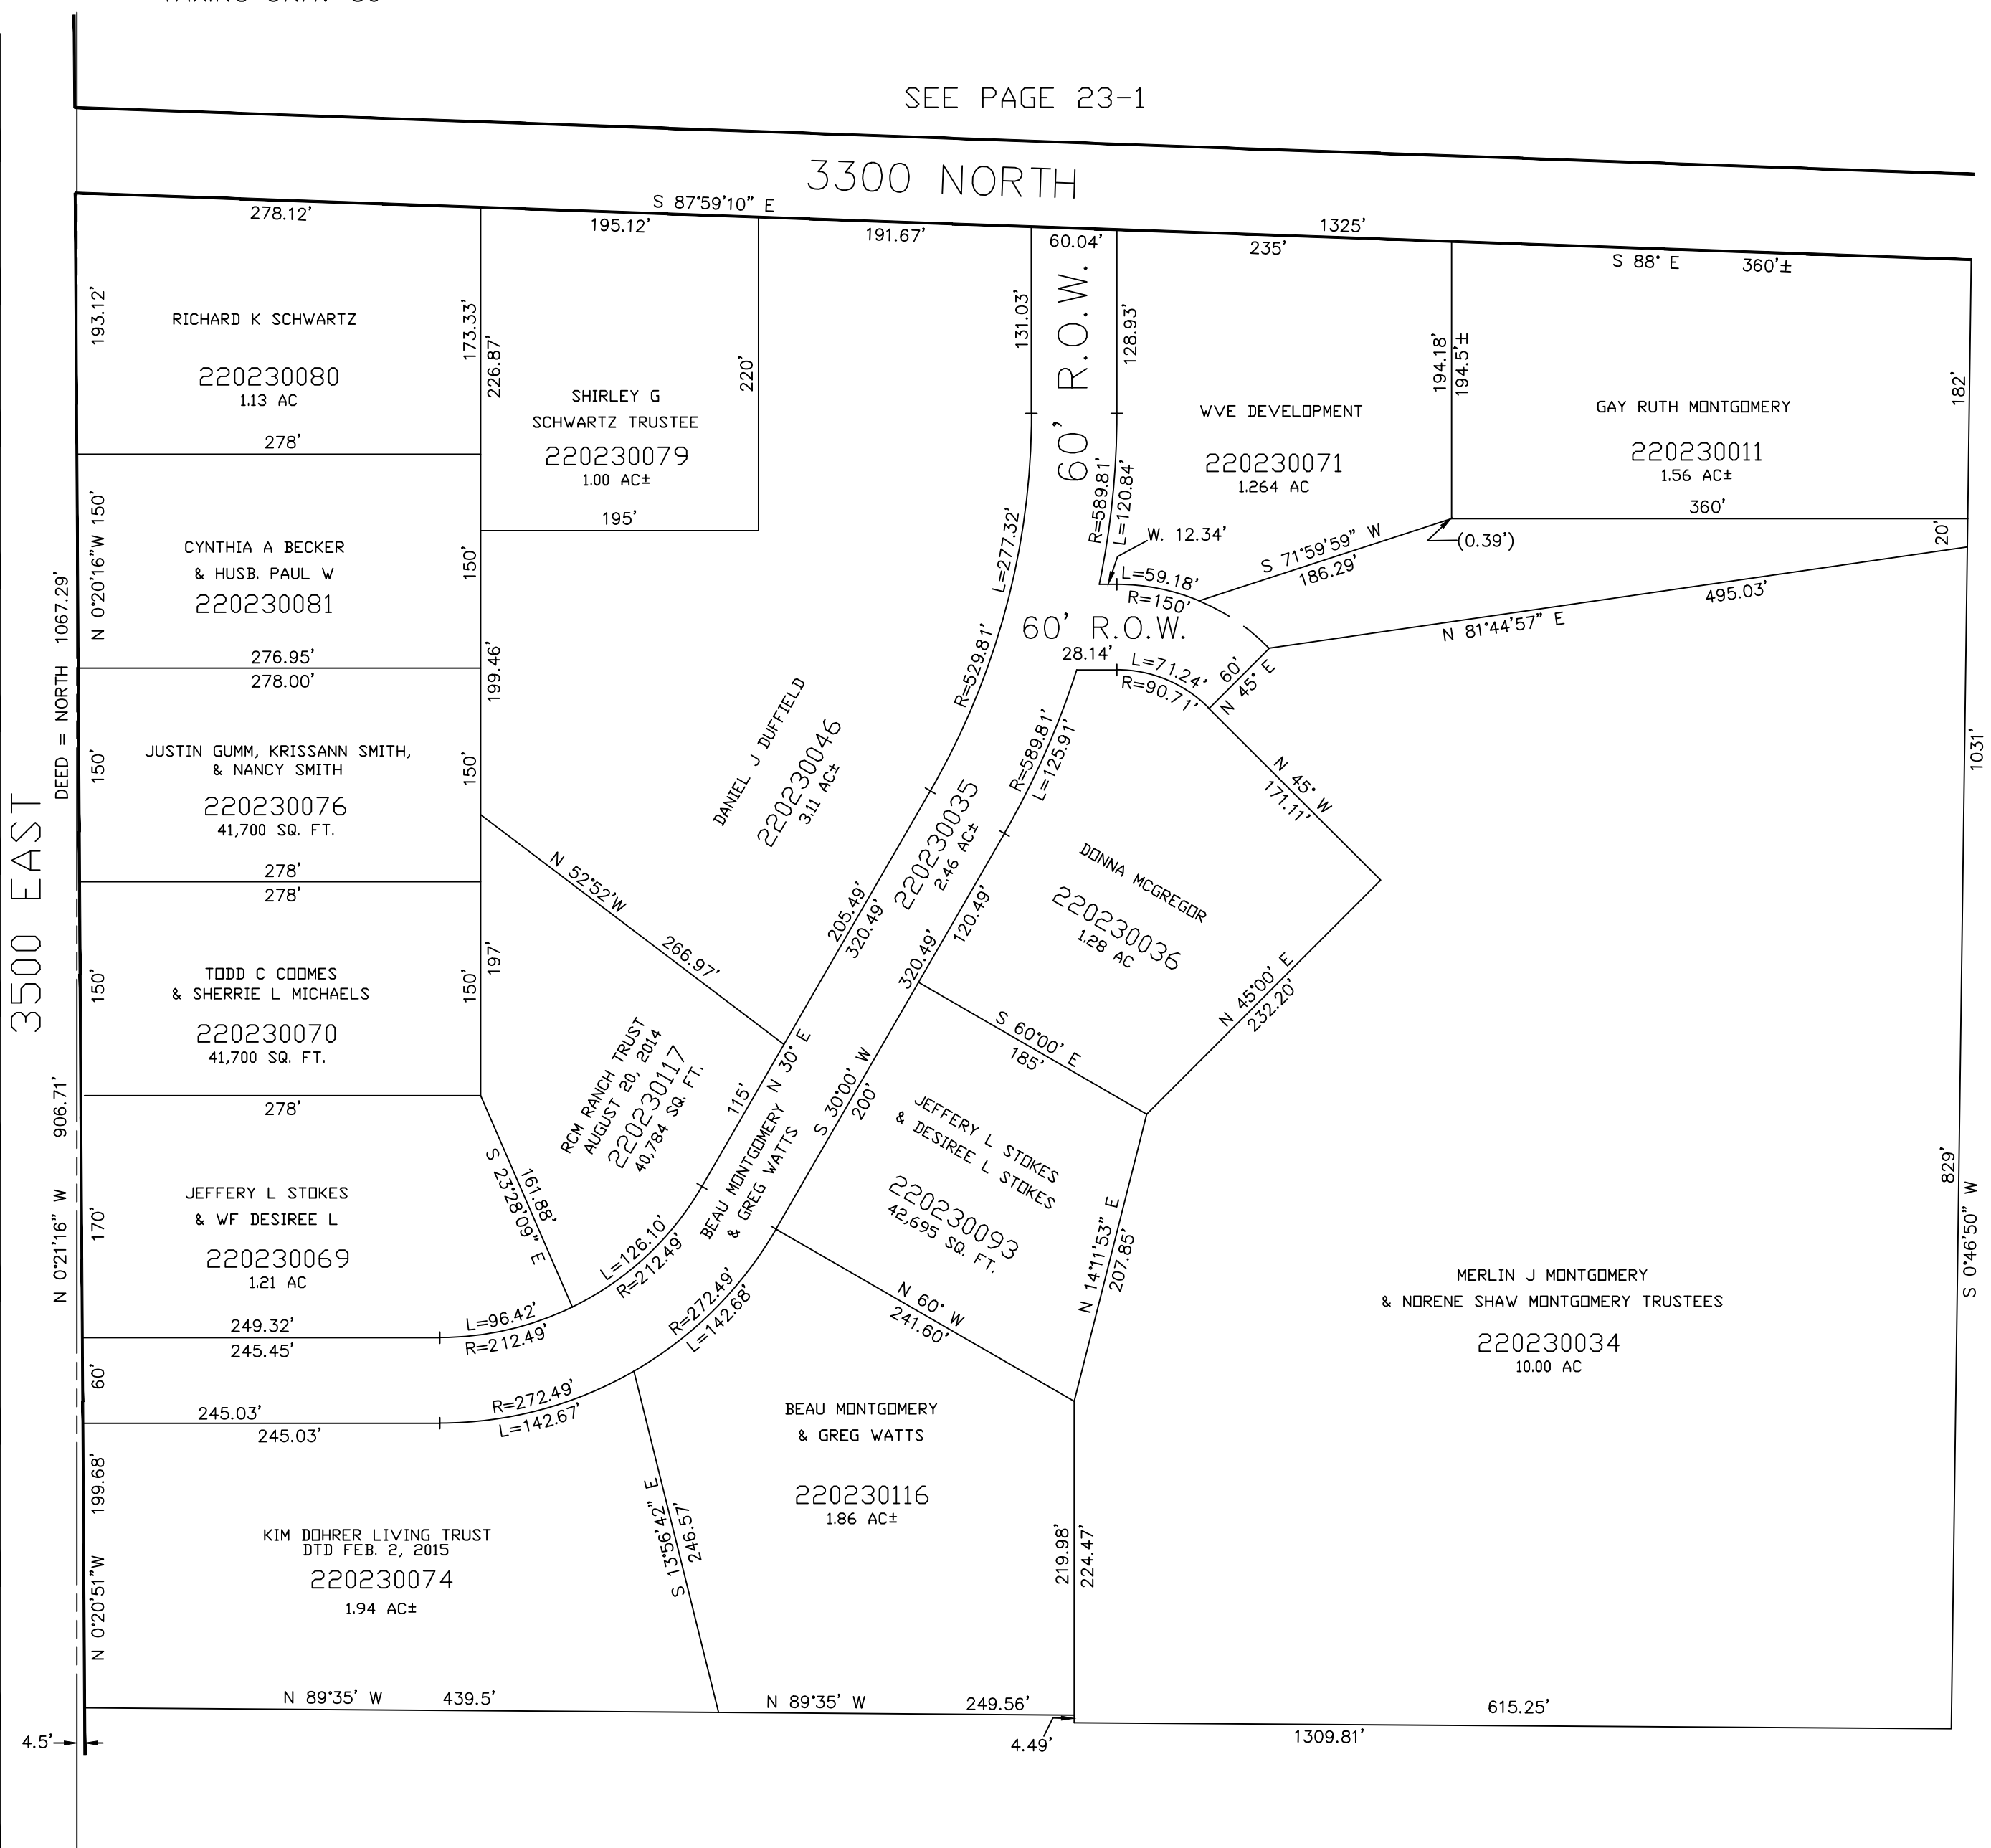 SEE PAGE 23-1
3300 NORTH
S 87°59'10" E
278.12'
195.12'
191.67'
60.04'
235'
1325'
S 88° E
360'±
193.12'
RICHARD K SCHWARTZ
220230080
1.13 AC
278'
173.33'
226.87'
SHIRLEY G
SCHWARTZ TRUSTEE
220230079
1.00 AC±
195'
220'
131.03'
60' R.O.W.
128.93'
WVE DEVELOPMENT
220230071
1.264 AC
194.18'
194.5'±
GAY RUTH MONTGOMERY
220230011
1.56 AC±
360'
182'
20'
R=589.81'
L=120.84'
W. 12.34'
L=59.18'
R=150'
S 71°59'59" W
186.29'
(0.39')
495.03'
N 81°44'57" E
60' R.O.W.
28.14'
L=71.24'
R=90.71'
60'
N 45° E
N 0°20'16"W 150'
CYNTHIA A BECKER
& HUSB. PAUL W
220230081
150'
276.95'
278.00'
199.46'
DEED = NORTH 1067.29'
150'
JUSTIN GUMM, KRISSANN SMITH,
& NANCY SMITH
220230076
41,700 SQ. FT.
150'
278'
278'
3500 EAST
150'
TODD C COOMES
& SHERRIE L MICHAELS
220230070
41,700 SQ. FT.
150'
197'
278'
L=277.32'
R=529.81'
DANIEL J DUFFIELD
220230046
3.11 AC±
N 52°52'W
266.97'
205.49'
320.49'
220230035
2.46 AC±
R=589.81'
L=125.91'
120.49'
320.49'
DONNA MCGREGOR
220230036
1.28 AC
N 45° W
171.11'
N 45°00' E
232.20'
S 60°00' E
185'
1031'
RCM RANCH TRUST
AUGUST 20, 2014
220230117
40,784 SQ. FT.
115'
N 30° E
BEAU MONTGOMERY
& GREG WATTS
S 30°00' W
200'
JEFFERY L STOKES
& DESIREE L STOKES
220230093
42,695 SQ. FT.
N 14°11'53" E
207.85'
N 60° W
241.60'
906.71'
N 0°21'16" W
170'
JEFFERY L STOKES
& WF DESIREE L
220230069
1.21 AC
S 23°28'09" E
161.88'
L=126.10'
R=212.49'
L=96.42'
R=212.49'
249.32'
245.45'
60'
245.03'
245.03'
R=272.49'
L=142.67'
R=272.49'
L=142.68'
MERLIN J MONTGOMERY
& NORENE SHAW MONTGOMERY TRUSTEES
220230034
10.00 AC
829'
S 0°46'50" W
199.68'
N 0°20'51"W
KIM DOHRER LIVING TRUST
DTD FEB. 2, 2015
220230074
1.94 AC±
S 13°56'42" E
246.57'
BEAU MONTGOMERY
& GREG WATTS
220230116
1.86 AC±
219.98'
224.47'
N 89°35' W
439.5'
N 89°35' W
249.56'
615.25'
4.5'
4.49'
1309.81'